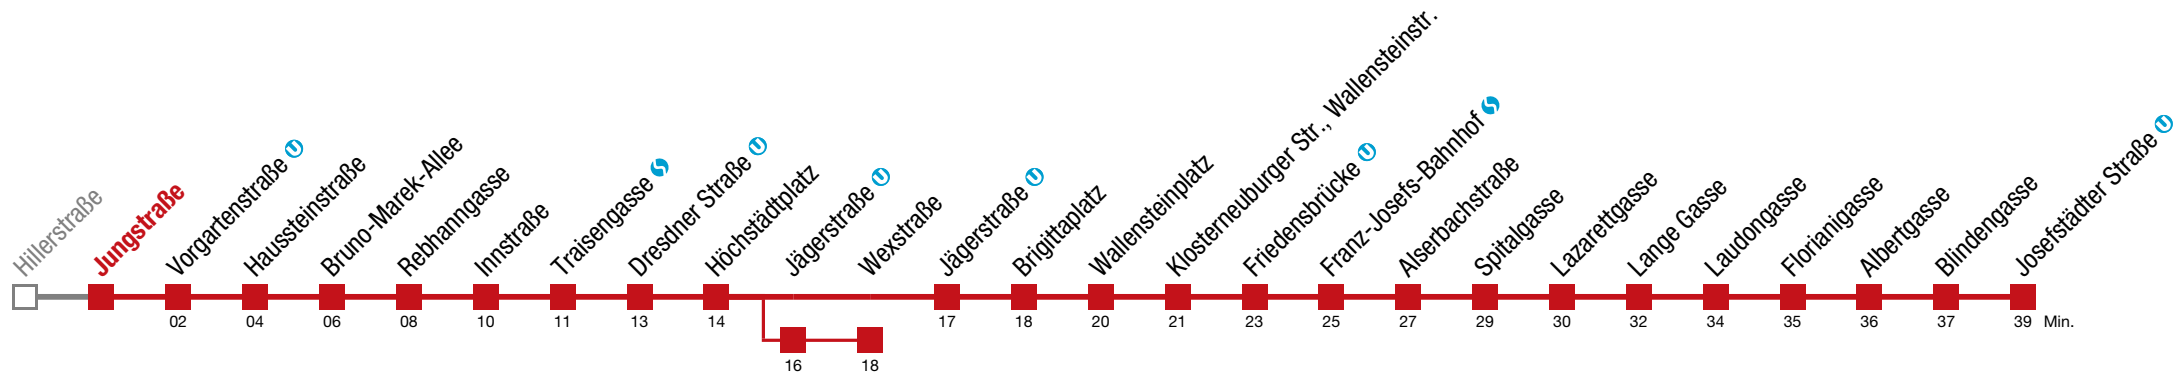 Hillerstraße
Jungstraße
Vorgartenstraße
Haussteinstraße
Bruno-Marek-Allee
Rebhanngasse
Innstraße
Traisengasse
Dresdner Straße
Höchstädtplatz
Jägerstraße
Wexstraße
Jägerstraße
Brigittaplatz
Wallensteinplatz
Klosterneuburger Str., Wallensteinstr.
Friedensbrücke
Franz-Josefs-Bahnhof
Alserbachstraße
Spitalgasse
Lazarettgasse
Lange Gasse
Laudongasse
Florianigasse
Albertgasse
Blindengasse
Josefstädter Straße
02 04 06 08 10 11 13 14 17 18 20 21 23 25 27 29 30 32 34 35 36 37 39 Min.
16 18